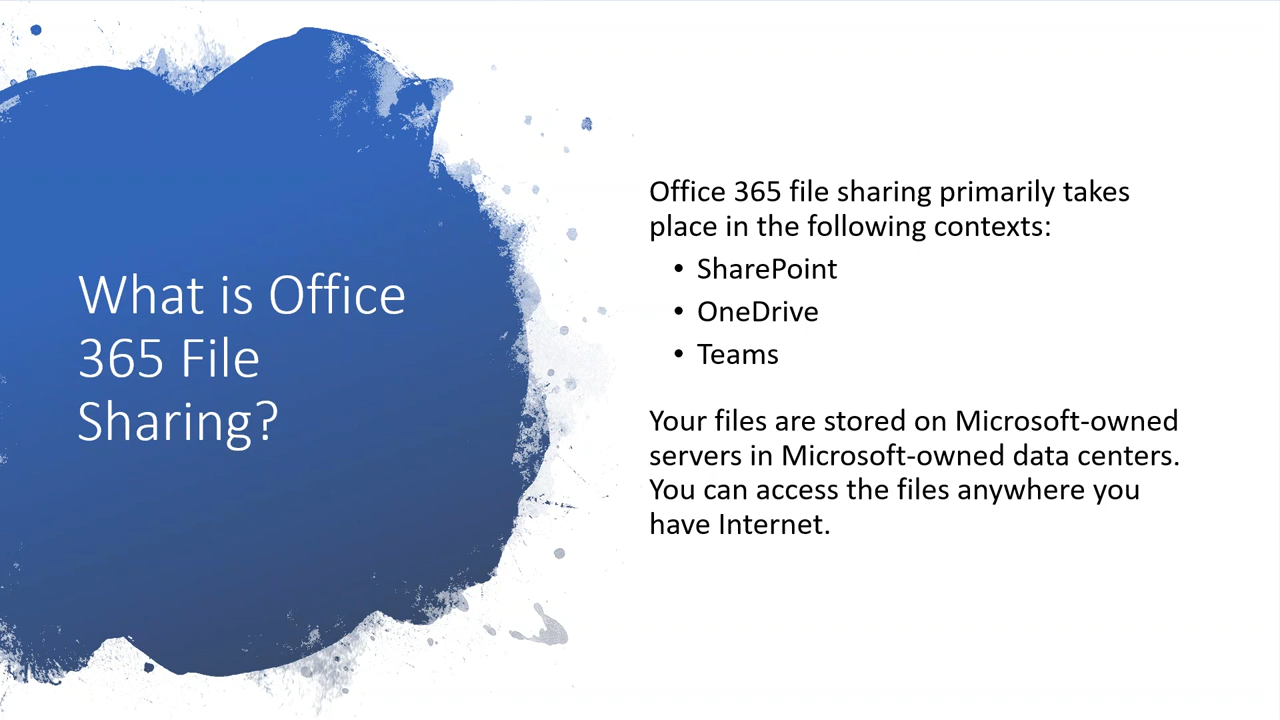 What is Office
365 File
Sharing?
Office 365 file sharing primarily takes
place in the following contexts:
• SharePoint
• OneDrive
• Teams
Your files are stored on Microsoft-owned
servers in Microsoft-owned data centers.
You can access the files anywhere you
have Internet.